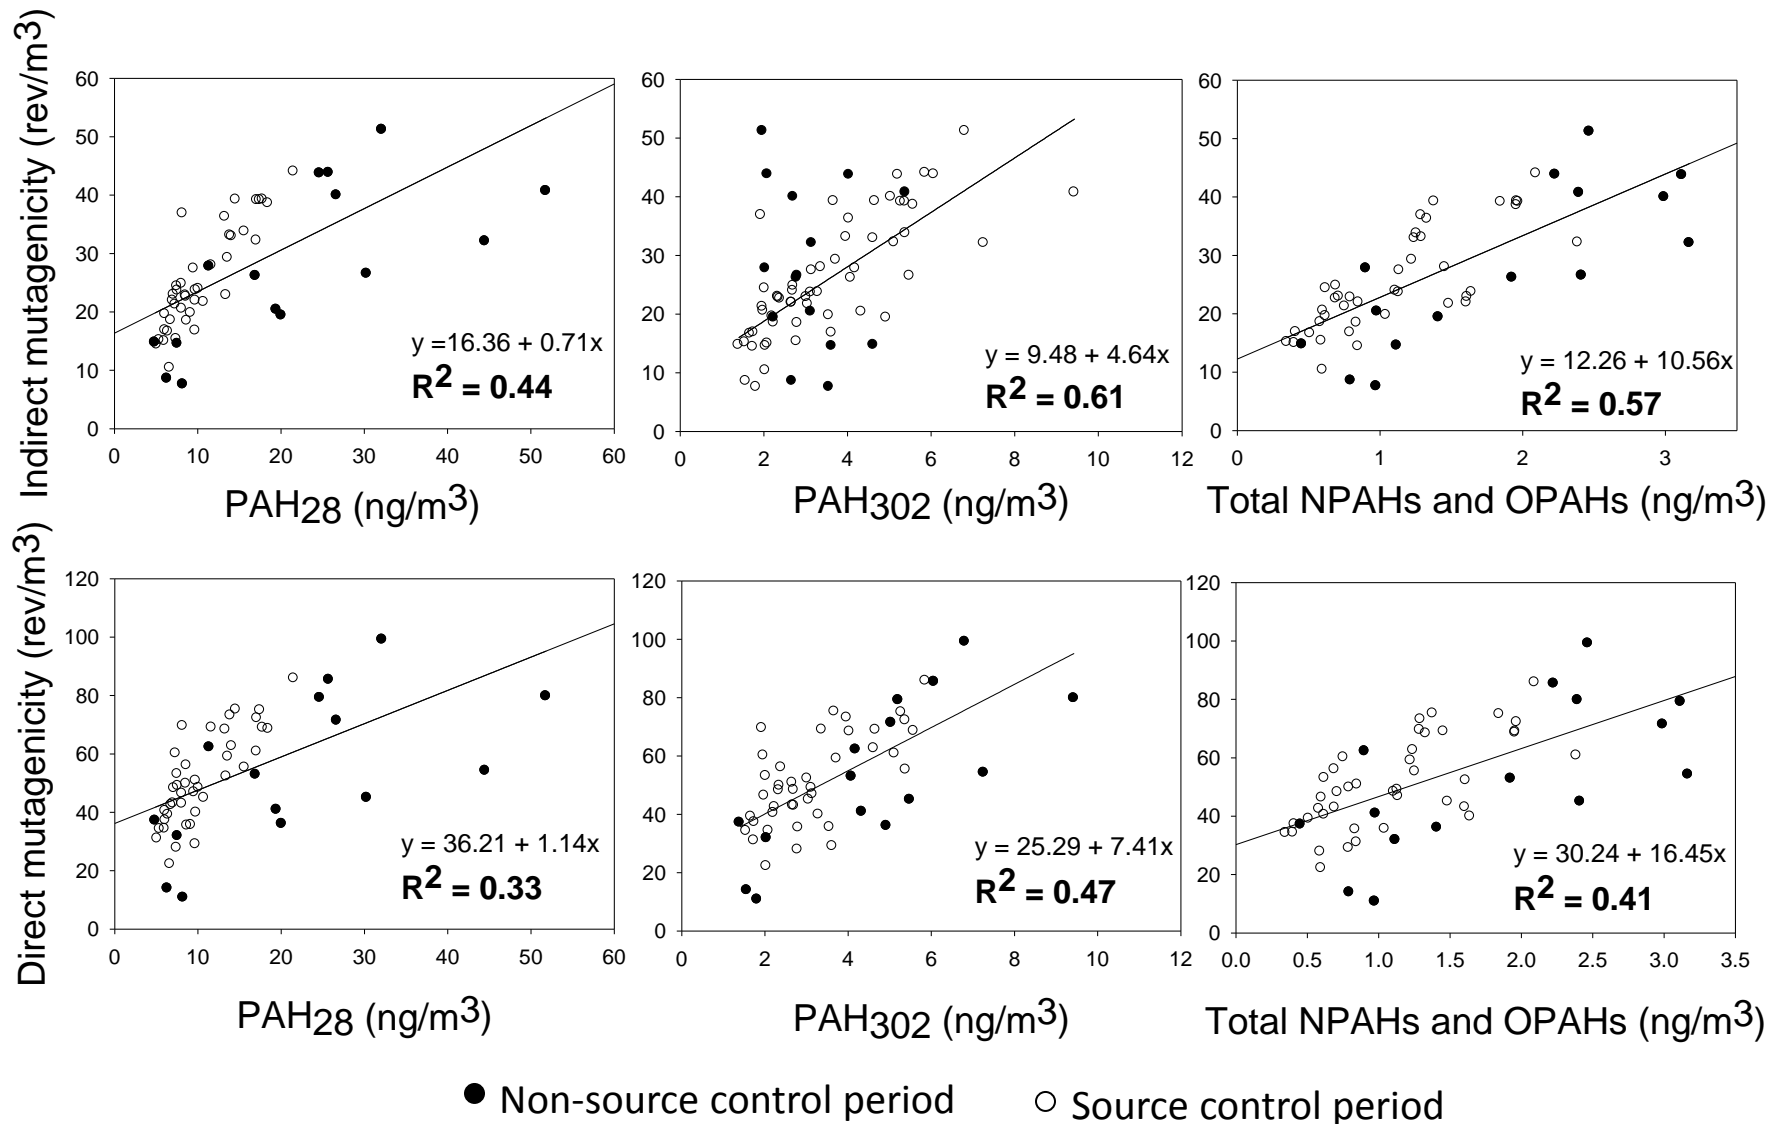 Indirect mutagenicity (rev/m3)
60
50
40
30
20
10
0
y =16.36 + 0.71x
R2 = 0.44
0 10 20 30 40 50 60
PAH28 (ng/m3)
60
50
40
30
20
10
0
y = 9.48 + 4.64x
R2 = 0.61
0 2 4 6 8 10 12
PAH302 (ng/m3)
60
50
40
30
20
10
0
y = 12.26 + 10.56x
R2 = 0.57
0 1 2 3
Total NPAHs and OPAHs (ng/m3)
Direct mutagenicity (rev/m3)
120
100
80
60
40
20
0
y = 36.21 + 1.14x
R2 = 0.33
0 10 20 30 40 50 60
PAH28 (ng/m3)
120
100
80
60
40
20
0
y = 25.29 + 7.41x
R2 = 0.47
0 2 4 6 8 10 12
PAH302 (ng/m3)
120
100
80
60
40
20
0
y = 30.24 + 16.45x
R2 = 0.41
0.0 0.5 1.0 1.5 2.0 2.5 3.0 3.5
Total NPAHs and OPAHs (ng/m3)
Non-source control period
Source control period